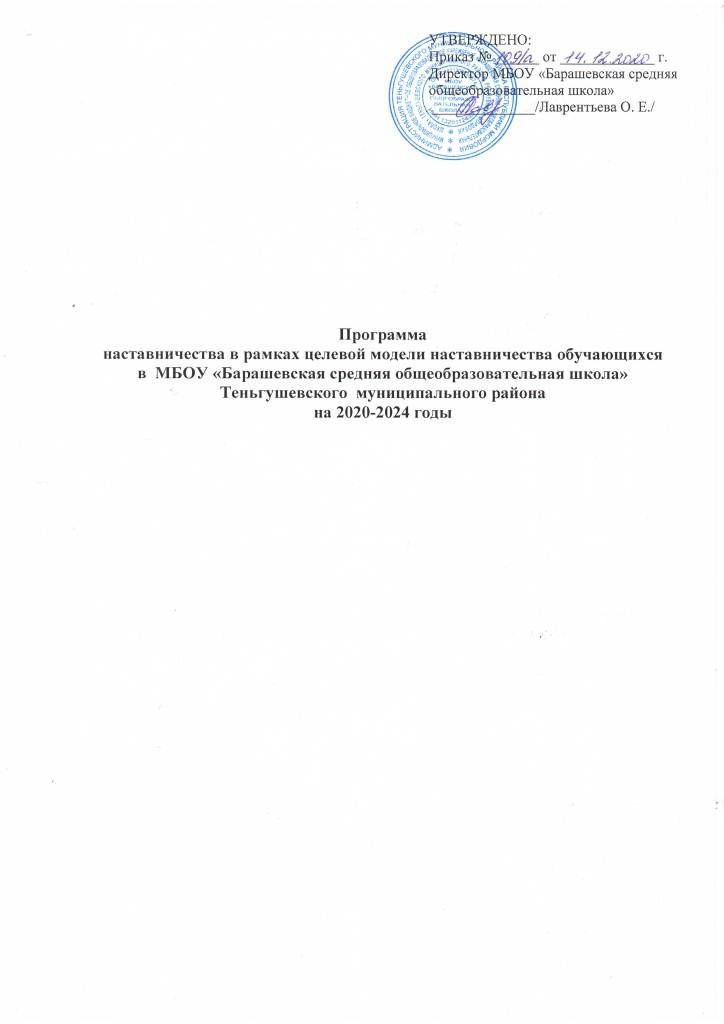 УТВЕРЖДЕНО:
Приказ № 109/а от 14.12.2020 г.
Директор МБОУ «Барашевская средняя
общеобразовательная школа»
/Лаврентьева О. Е./
Программа
наставничества в рамках целевой модели наставничества обучающихся
в МБОУ «Барашевская средняя общеобразовательная школа»
Теньгушевского муниципального района
на 2020-2024 годы